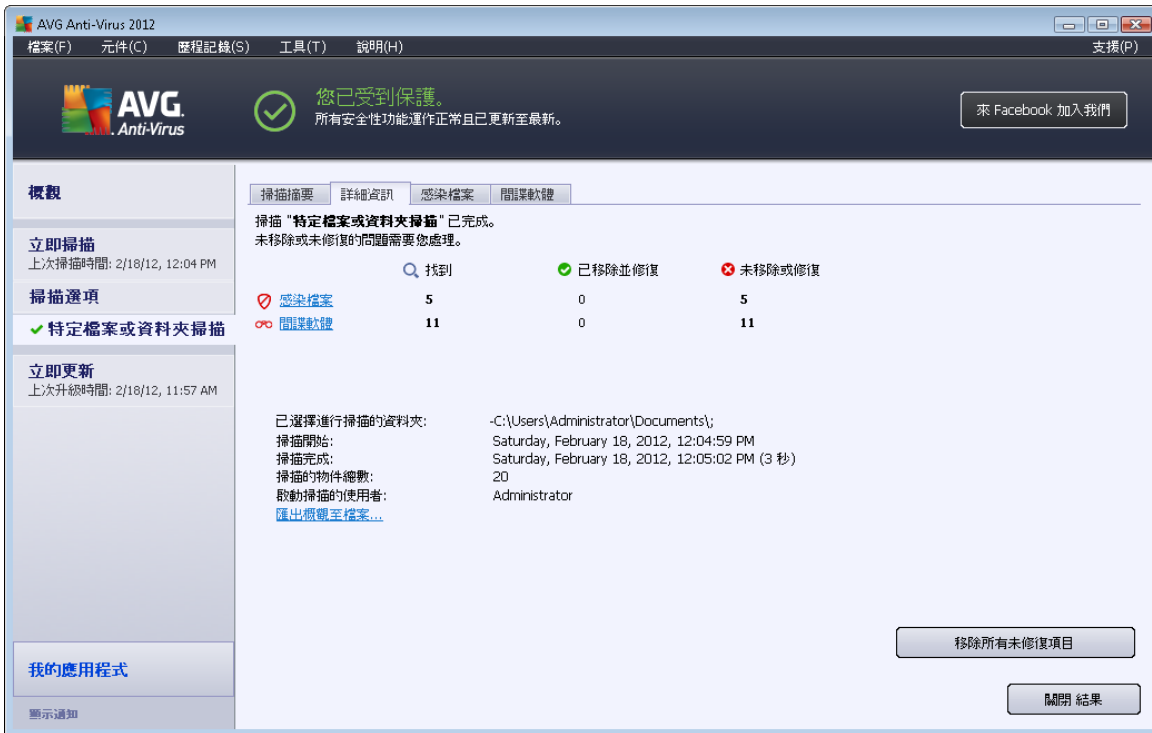 AVG Anti-Virus 2012
檔案(F) 元件(C) 歷程記錄(S) 工具(T) 說明(H) 支援(P)
AVG.
Anti-Virus
您已受到保護。
所有安全性功能運作正常且已更新至最新。
來 Facebook 加入我們
概觀
立即掃描
上次掃描時間: 2/18/12, 12:04 PM
掃描選項
特定檔案或資料夾掃描
立即更新
上次升級時間: 2/18/12, 11:57 AM
我的應用程式
顯示通知
掃描摘要 詳細資訊 感染檔案 間諜軟體
掃描 "特定檔案或資料夾掃描" 已完成。
未移除或未修復的問題需要您處理。
找到 已移除並修復 未移除或修復
感染檔案 5 0 5
間諜軟體 11 0 11
已選擇進行掃描的資料夾: -C:\Users\Administrator\Documents\;
掃描開始: Saturday, February 18, 2012, 12:04:59 PM
掃描完成: Saturday, February 18, 2012, 12:05:02 PM (3 秒)
掃描的物件總數: 20
啟動掃描的使用者: Administrator
匯出概觀至檔案...
移除所有未修復項目
關閉 結果